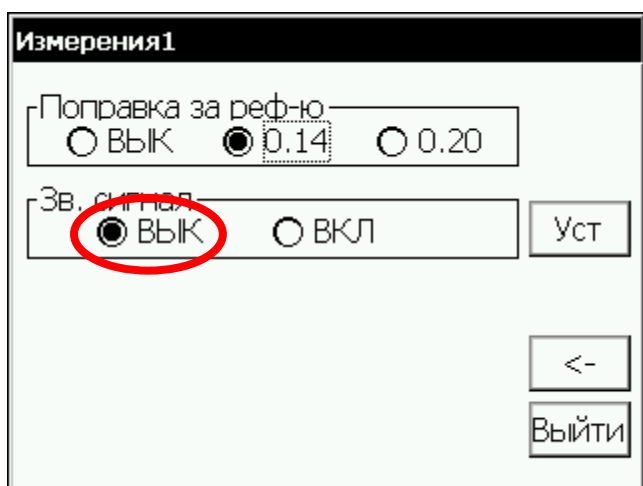 Измерения1
Поправка за реф-ю
ВЫК 0.14 0.20
Зв. сигнал
ВЫК ВКЛ
Уст
<-
Выйти